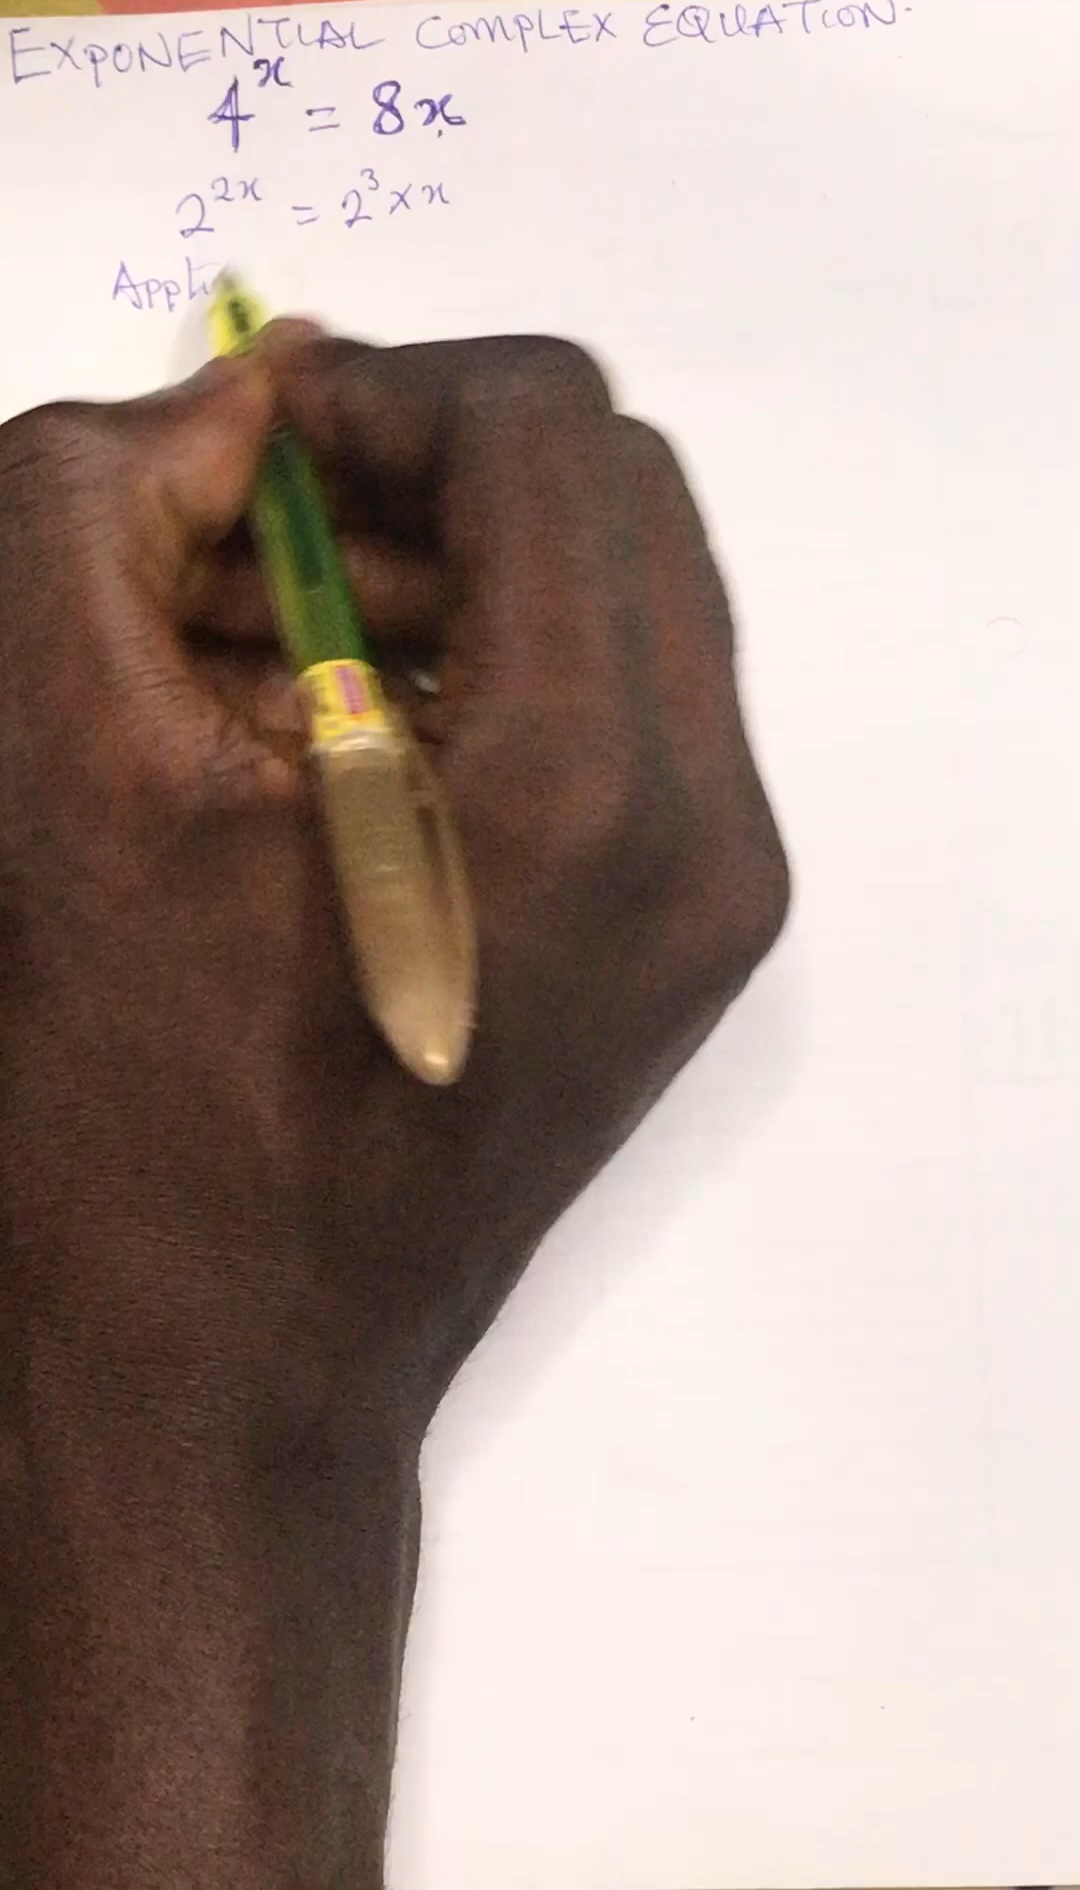 EXPONENTIAL COMPLEX EQUATION.
4^x = 8x
2^2x = 2^3 × x